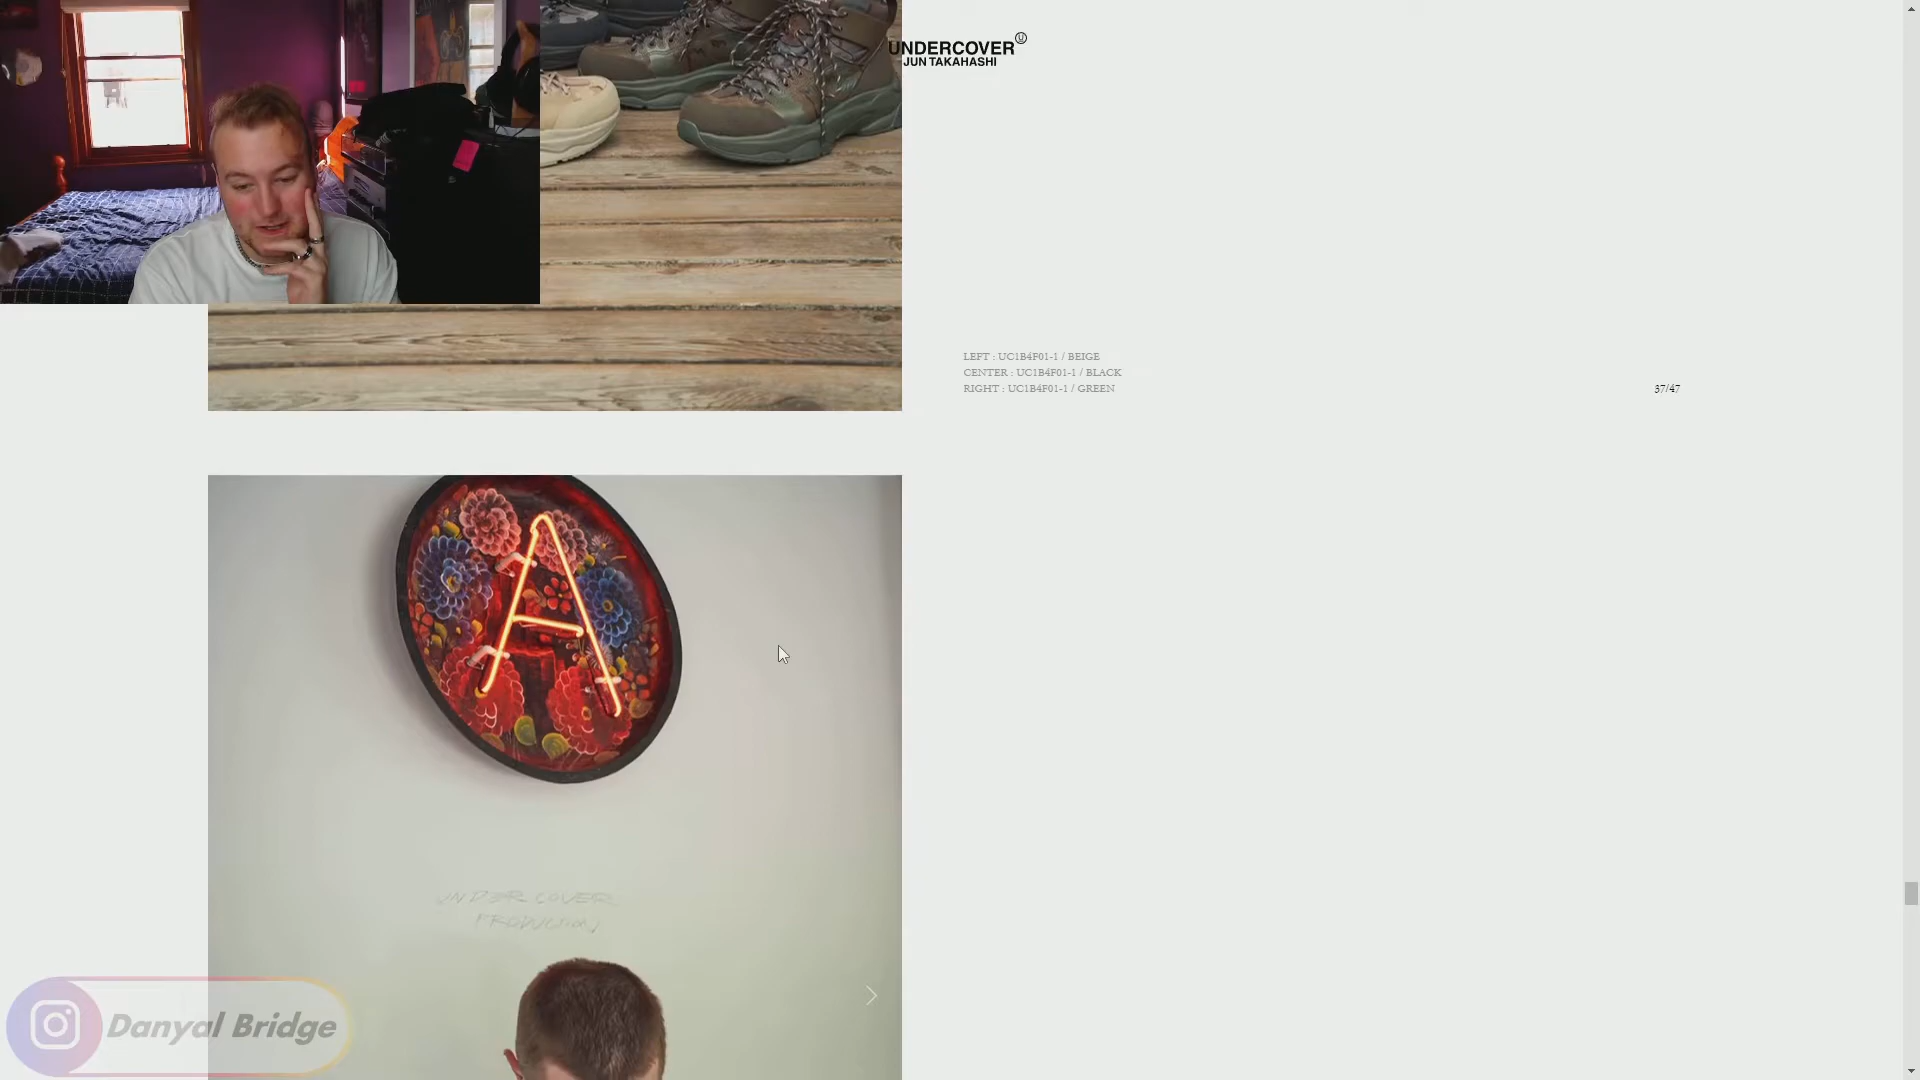 UNDERCOVER
JUN TAKAHASHI
LEFT : UC1B4F01-1 / BEIGE
CENTER : UC1B4F01-1 / BLACK
RIGHT : UC1B4F01-1 / GREEN
37/47
A
UNDERCOVER
PRODUCTION
Danyal Bridge